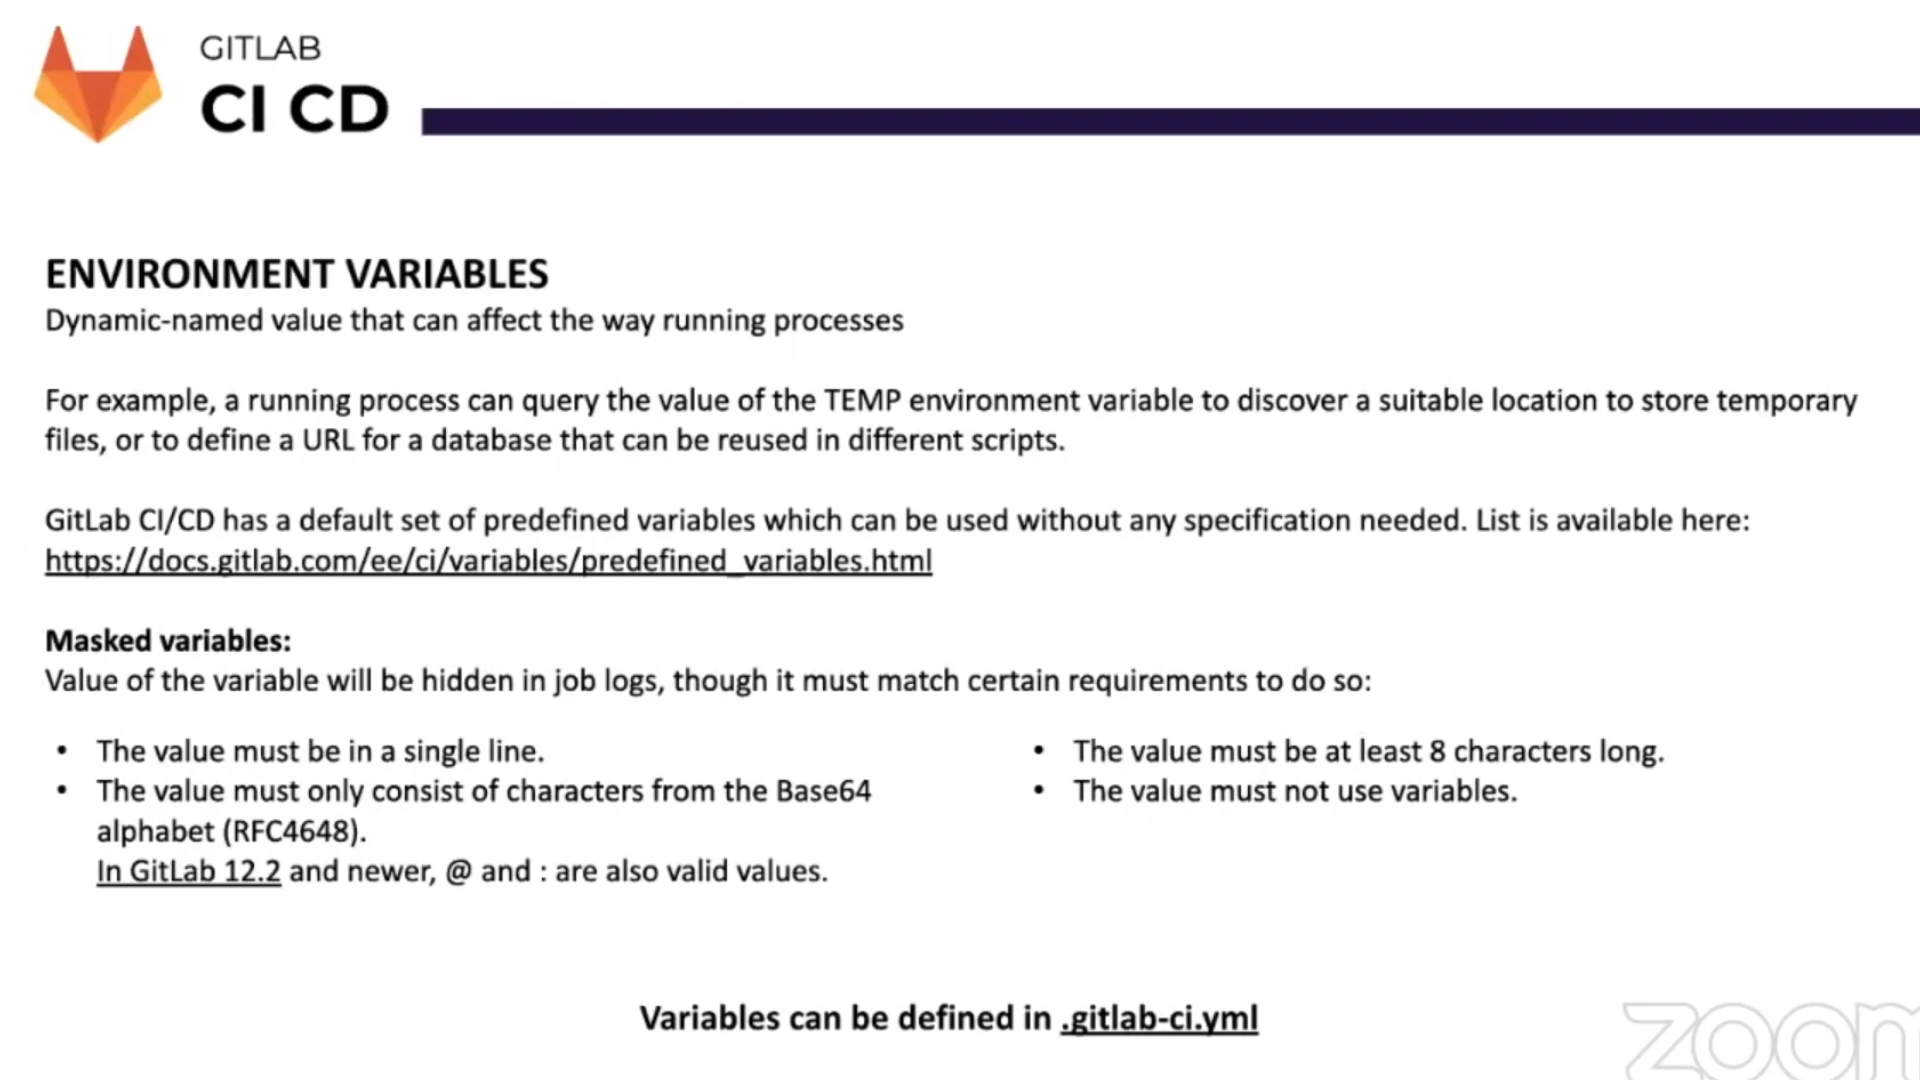 GITLAB
CI CD
ENVIRONMENT VARIABLES
Dynamic-named value that can affect the way running processes
For example, a running process can query the value of the TEMP environment variable to discover a suitable location to store temporary
files, or to define a URL for a database that can be reused in different scripts.
GitLab CI/CD has a default set of predefined variables which can be used without any specification needed. List is available here:
https://docs.gitlab.com/ee/ci/variables/predefined_variables.html
Masked variables:
Value of the variable will be hidden in job logs, though it must match certain requirements to do so:
• The value must be in a single line.
• The value must only consist of characters from the Base64
alphabet (RFC4648).
In GitLab 12.2 and newer, @ and : are also valid values.
• The value must be at least 8 characters long.
• The value must not use variables.
Variables can be defined in .gitlab-ci.yml
zoom